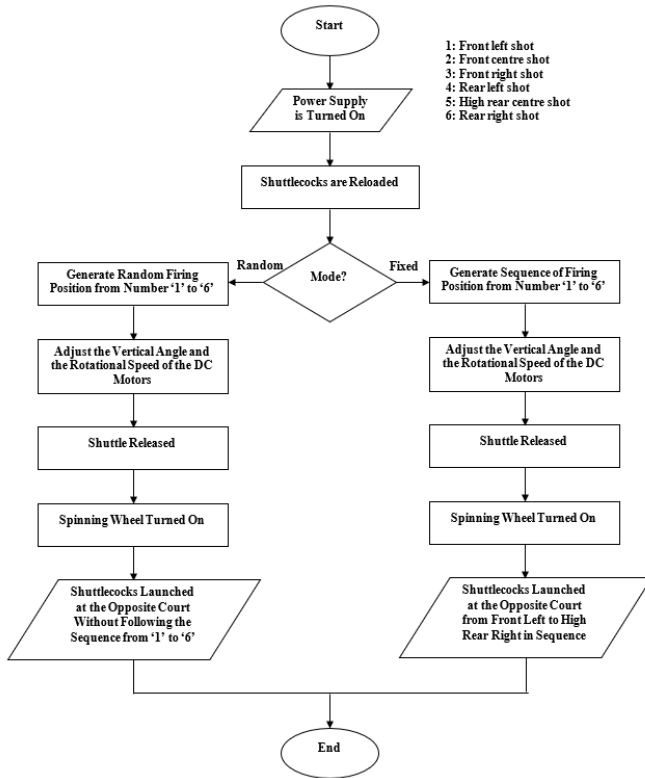 Start
1: Front left shot
2: Front centre shot
3: Front right shot
4: Rear left shot
5: High rear centre shot
6: Rear right shot
Power Supply
is Turned On
Shuttlecocks are Reloaded
Mode?
Random
Fixed
Generate Random Firing
Position from Number ‘1’ to ‘6’
Adjust the Vertical Angle and
the Rotational Speed of the DC
Motors
Shuttle Released
Spinning Wheel Turned On
Shuttlecocks Launched
at the Opposite Court
Without Following the
Sequence from ‘1’ to ‘6’
Generate Sequence of Firing
Position from Number ‘1’ to ‘6’
Adjust the Vertical Angle and
the Rotational Speed of the DC
Motors
Shuttle Released
Spinning Wheel Turned On
Shuttlecocks Launched
at the Opposite Court
from Front Left to High
Rear Right in Sequence
End